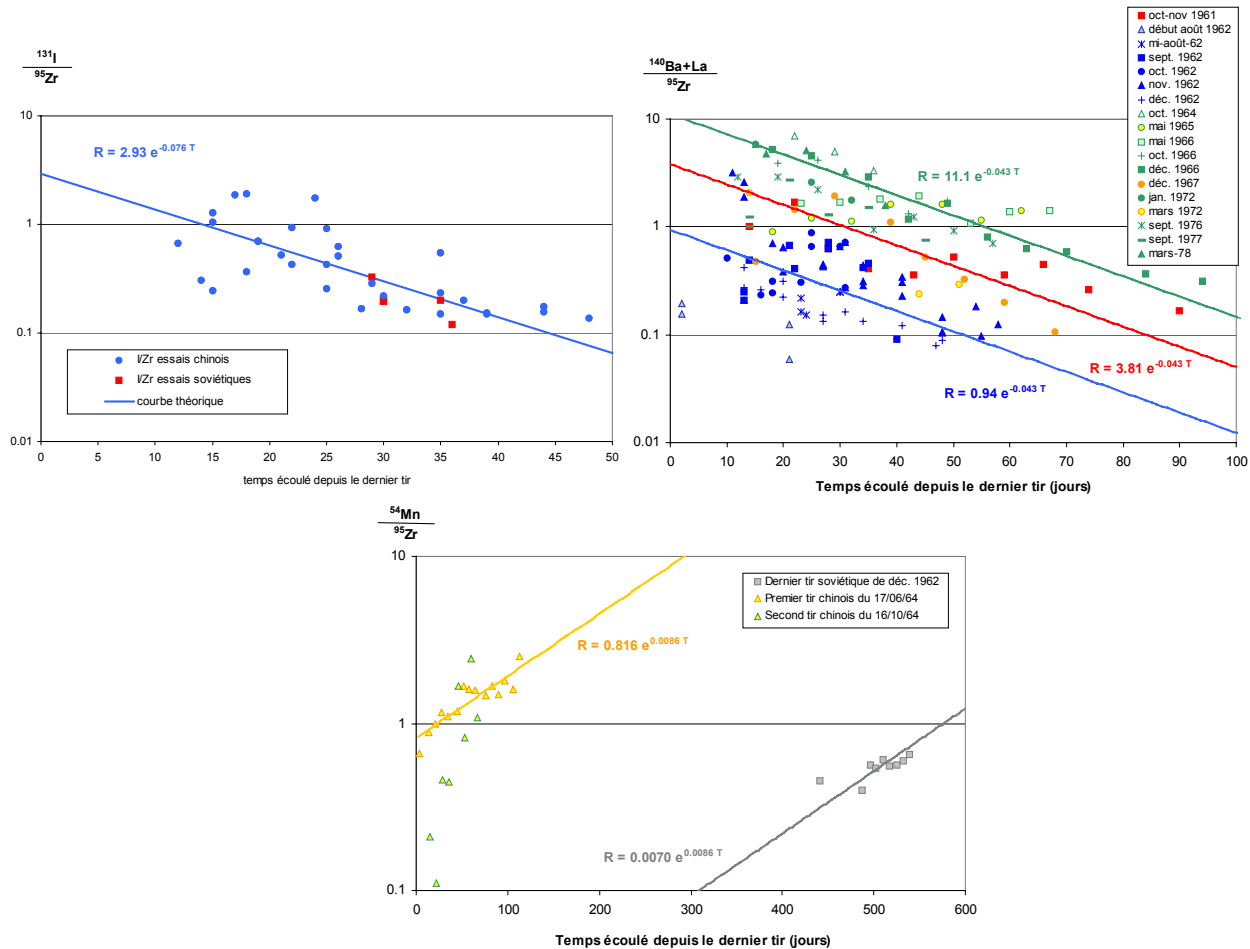 131I
95Zr
10
1
0.1
0.01
R = 2.93 e-0.076 T
I/Zr essais chinois
I/Zr essais soviétiques
courbe théorique
0 5 10 15 20 25 30 35 40 45 50
temps écoulé depuis le dernier tir
140Ba+La
95Zr
10
1
0.1
0.01
R = 11.1 e-0.043 T
R = 3.81 e-0.043 T
R = 0.94 e-0.043 T
0 10 20 30 40 50 60 70 80 90 100
Temps écoulé depuis le dernier tir (jours)
oct-nov 1961
début août 1962
mi-août-62
sept. 1962
oct. 1962
nov. 1962
déc. 1962
oct. 1964
mai 1965
mai 1966
oct. 1966
déc. 1966
déc. 1967
jan. 1972
mars 1972
sept. 1976
sept. 1977
mars-78
54Mn
95Zr
10
1
0.1
Dernier tir soviétique de déc. 1962
Premier tir chinois du 17/06/64
Second tir chinois du 16/10/64
R = 0.816 e0.0086 T
R = 0.0070 e0.0086 T
0 100 200 300 400 500 600
Temps écoulé depuis le dernier tir (jours)